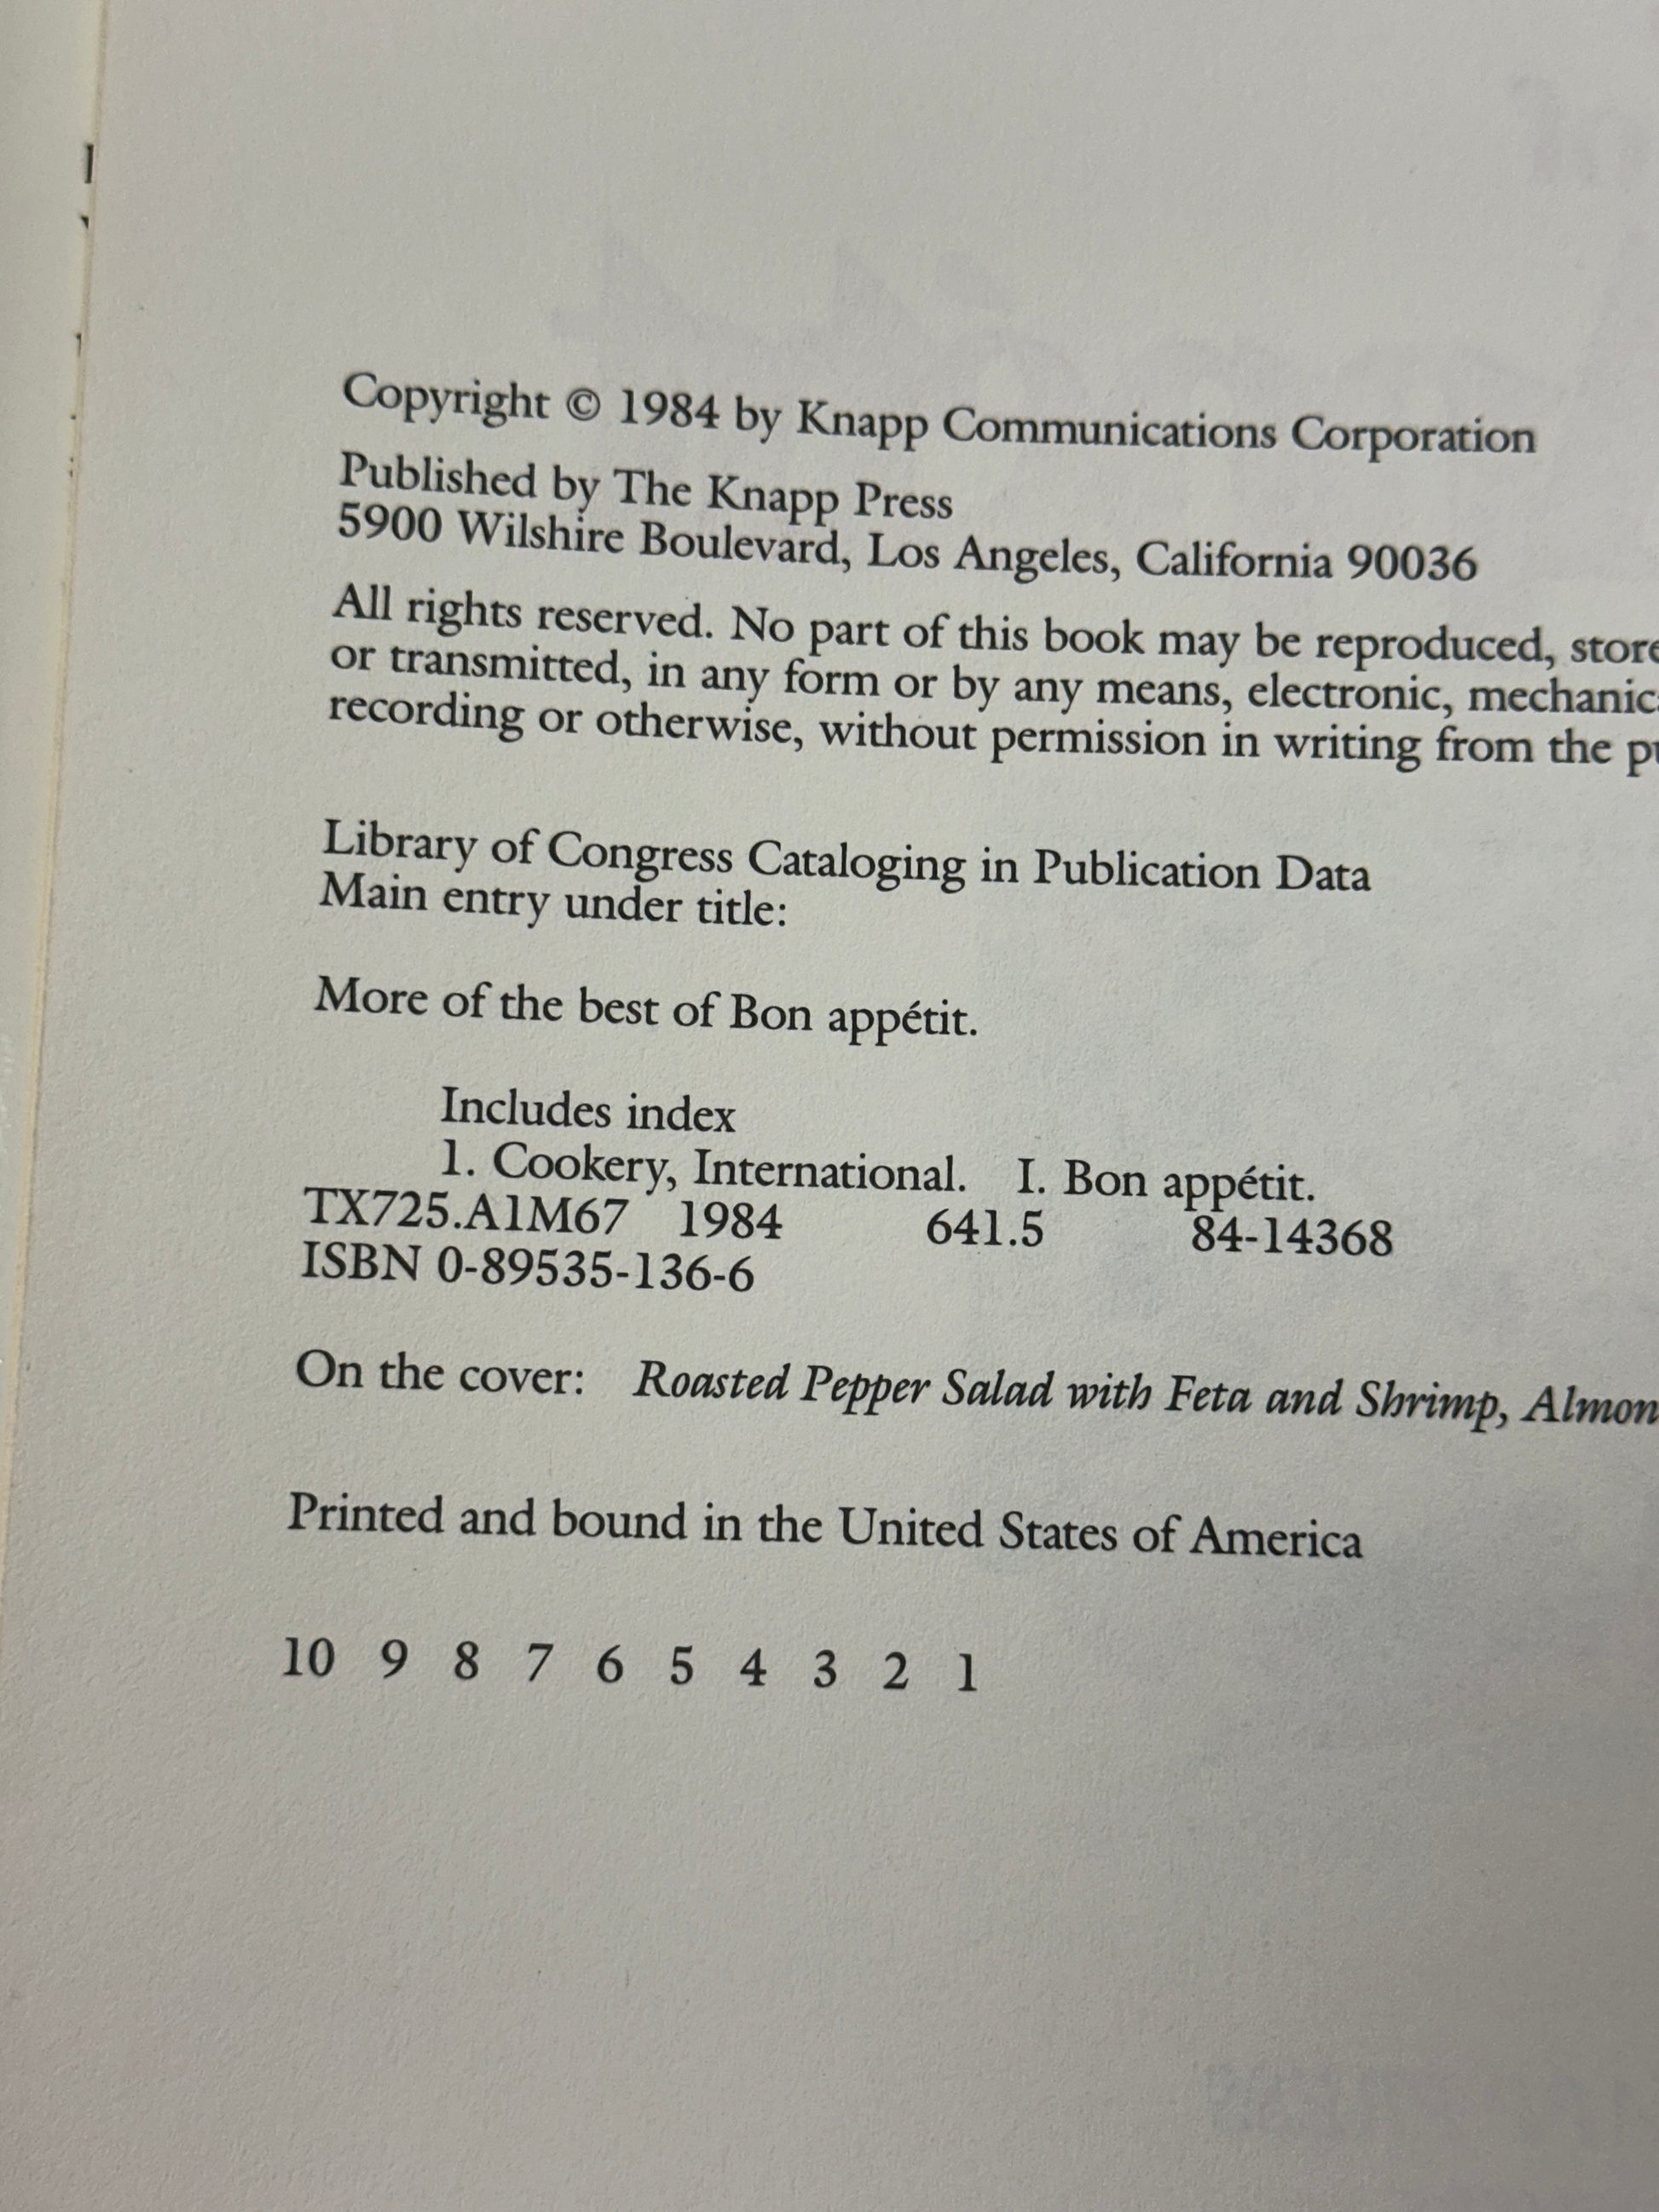 Copyright © 1984 by Knapp Communications Corporation
Published by The Knapp Press
5900 Wilshire Boulevard, Los Angeles, California 90036
All rights reserved. No part of this book may be reproduced, store
or transmitted, in any form or by any means, electronic, mechanic
recording or otherwise, without permission in writing from the
Library of Congress Cataloging in Publication Data
Main entry under title:
More of the best of Bon appétit.
Includes index
1. Cookery, International. I. Bon appétit.
TX725.A1M67 1984 641.5 84-14368
ISBN 0-89535-136-6
On the cover: Roasted Pepper Salad with Feta and Shrimp, Almon
Printed and bound in the United States of America
10 9 8 7 6 5 4 3 2 1